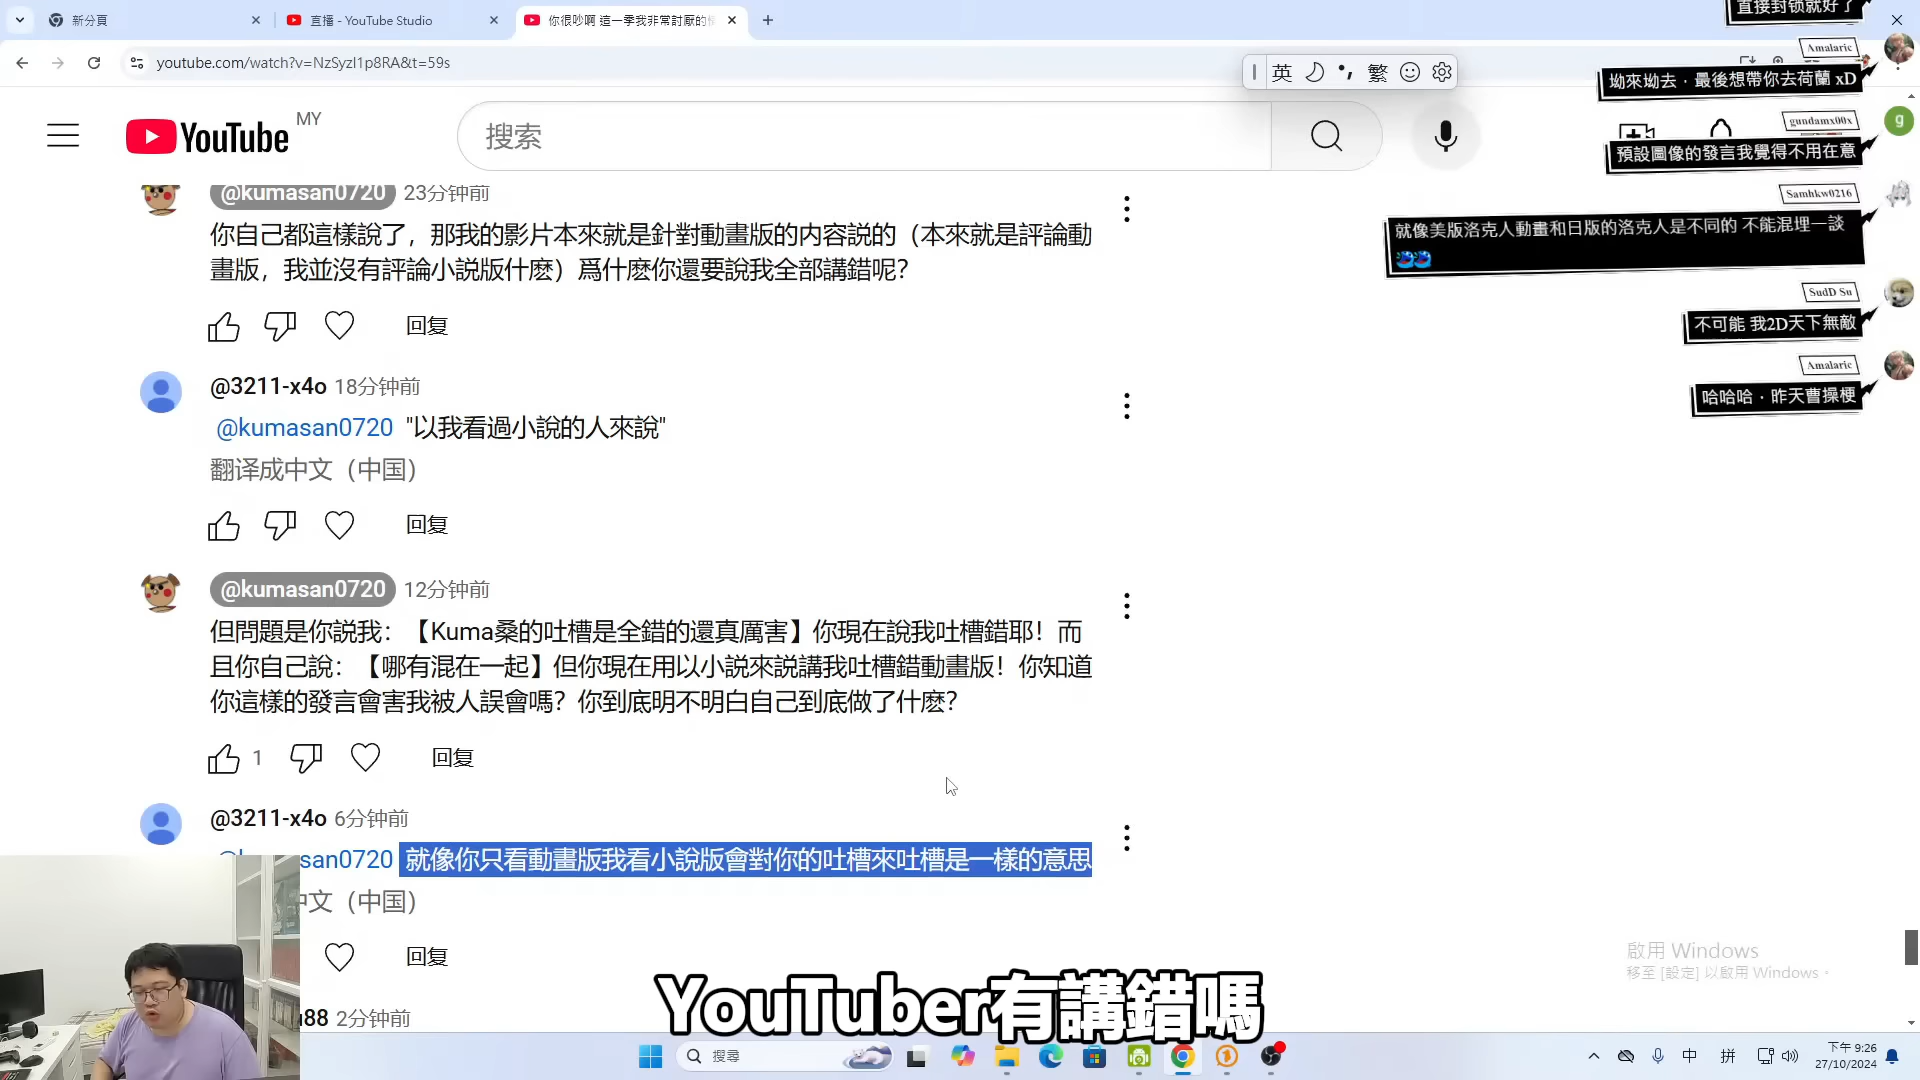 新分頁
直播 - YouTube Studio
你很吵啊 這一季我非常討厭的
youtube.com/watch?v=NzSyzI1p8RA&t=59s
英
繁
YouTube
MY
搜索
直接封锁就好了
Amalaric
坳來坳去．最後想帶你去荷蘭 xD
gundamx00x
g
預設圖像的發言我覺得不用在意
Samhkw0216
就像美版洛克人動畫和日版的洛克人是不同的 不能混埋一談
SudD Su
不可能 我2D天下無敵
Amalaric
哈哈哈．昨天曹操梗
@kumasan0720 23分钟前
你自己都這樣說了，那我的影片本來就是針對動畫版的内容説的（本來就是評論動
畫版，我並沒有評論小説版什麽）爲什麽你還要說我全部講錯呢？
回复
@3211-x4o 18分钟前
@kumasan0720 "以我看過小說的人來說"
翻译成中文（中国）
回复
@kumasan0720 12分钟前
但問題是你説我：【Kuma桑的吐槽是全錯的還真厲害】你現在說我吐槽錯耶！而
且你自己說：【哪有混在一起】但你現在用以小説來説講我吐槽錯動畫版！你知道
你這樣的發言會害我被人誤會嗎？你到底明不明白自己到底做了什麽？
1
回复
@3211-x4o 6分钟前
san0720 就像你只看動畫版我看小說版會對你的吐槽來吐槽是一樣的意思
中文（中国）
回复
88 2分钟前
YouTuber有講錯嗎
啟用 Windows
移至 [設定] 以啟用 Windows。
搜尋
中
拼
下午 9:26
27/10/2024